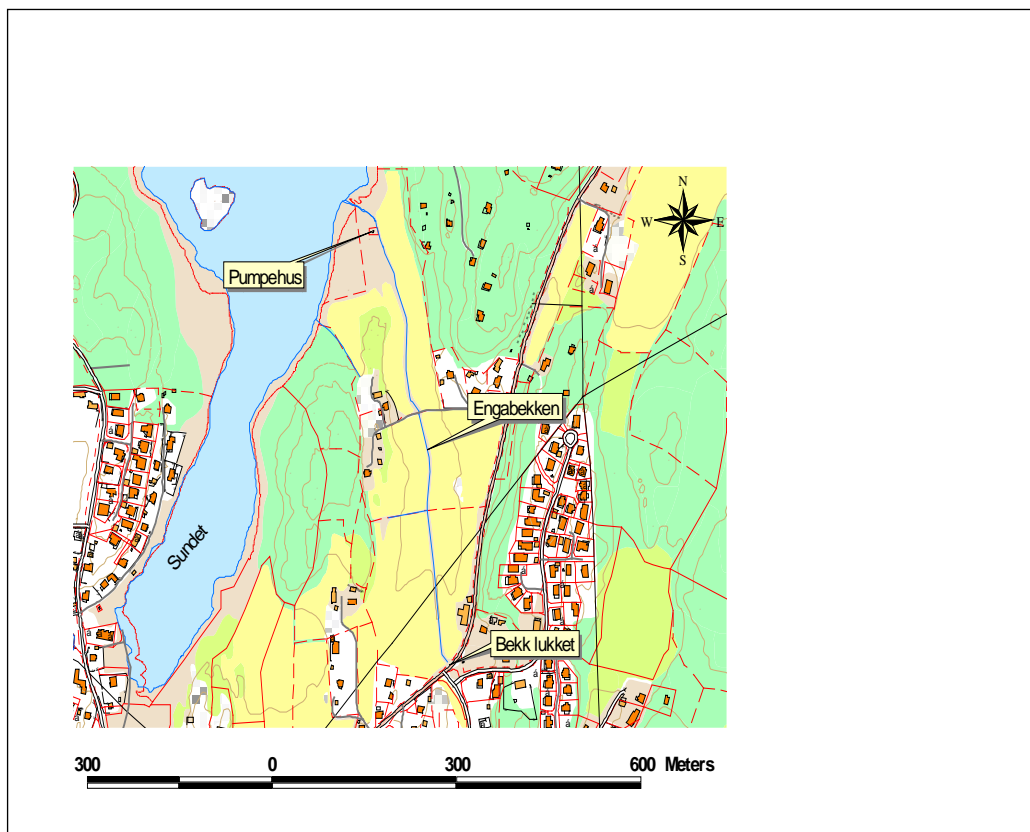 N
W E
S
Pumpehus
Engabekken
Sundet
Bekk lukket
300 0 300 600 Meters